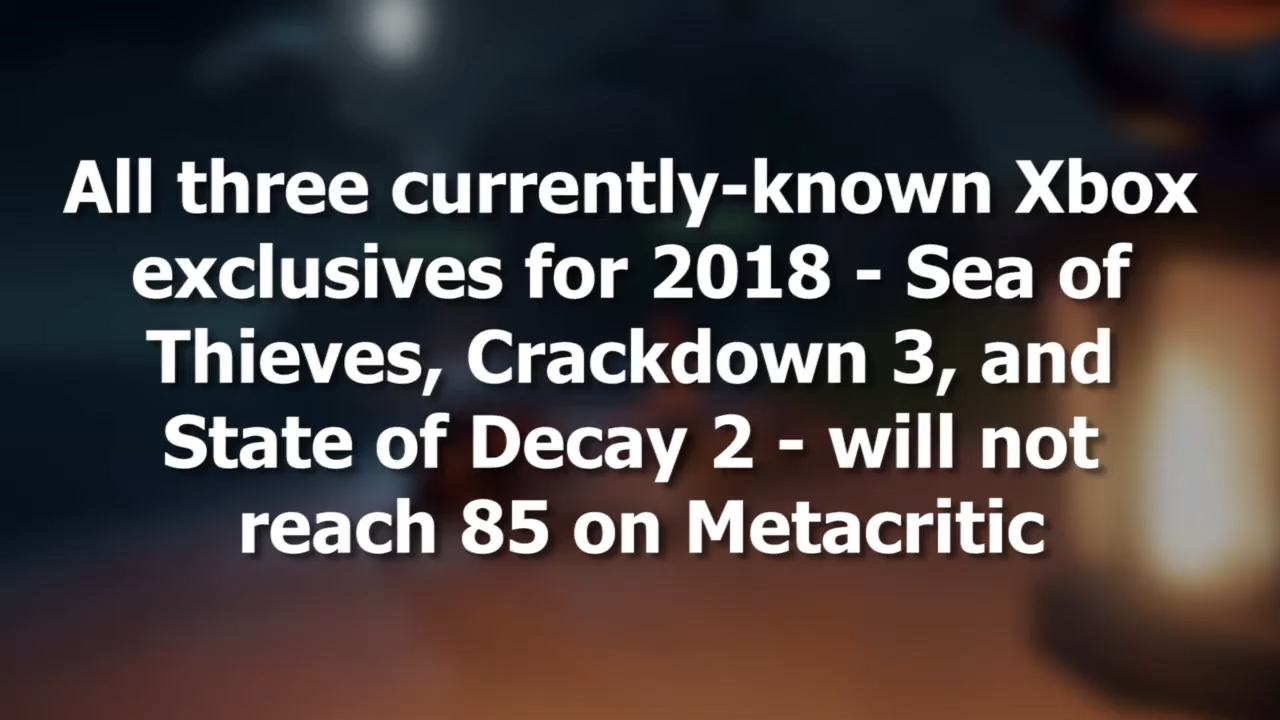 All three currently-known Xbox
exclusives for 2018 - Sea of
Thieves, Crackdown 3, and
State of Decay 2 - will not
reach 85 on Metacritic